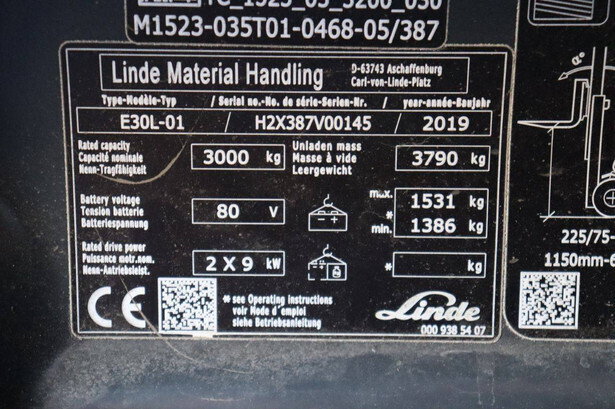 M1523-035T01-0468-05/387
Linde Material Handling
D-63743 Aschaffenburg
Carl-von-Linde-Platz
Type-Modèle-Typ / Serial no.-No. de série-Serien-Nr. / year-année-Baujahr
E30L-01 / H2X387V00145 / 2019
Rated capacity
Capacité nominale
Nenn-Tragfähigkeit
3000 kg
Unladen mass
Masse à vide
Leergewicht
3790 kg
Battery voltage
Tension batterie
Batteriespannung
80 V
max.
*
min.
1531 kg
1386 kg
Rated drive power
Puissance motr.nom.
Nenn-Antriebsleist.
2 X 9 kW
* kg
CE
* see Operating instructions
voir Mode d'emploi
siehe Betriebsanleitung
Linde
000 938 54 07
α°
225/75-
1150mm-6